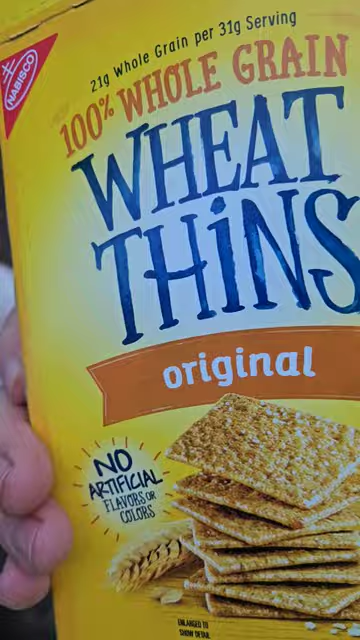 21g Whole Grain per 31g Serving
NABISCO
100% WHOLE GRAIN
WHEAT
THiNS
original
NO
ARTIFICIAL
FLAVORS OR
COLORS
ENLARGED TO
SHOW DETAIL